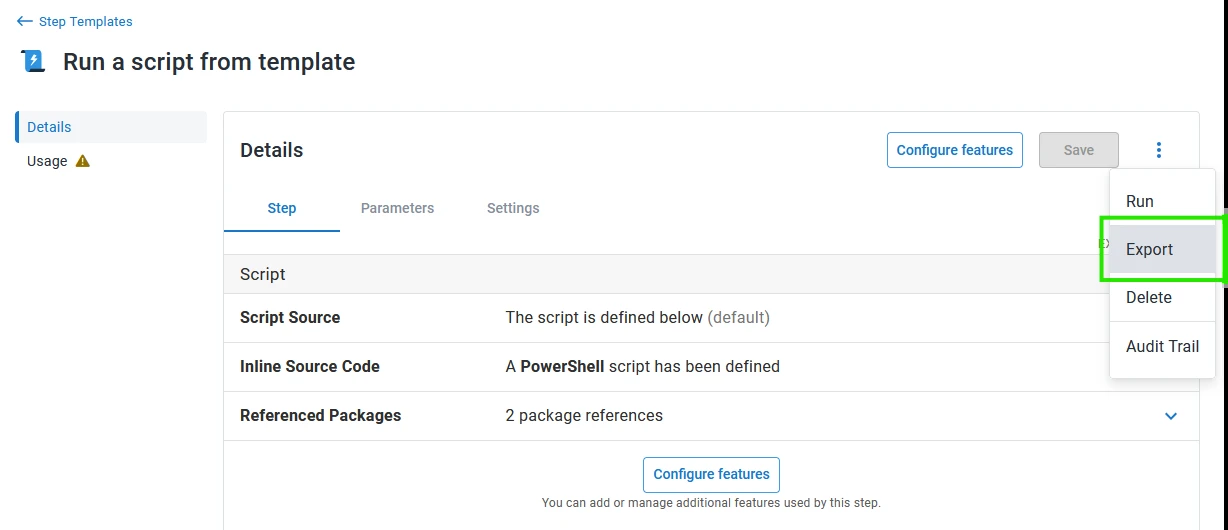 Step Templates
Run a script from template
Details
Usage
Details
Configure features
Save
Step
Parameters
Settings
Run
Export
Delete
Audit Trail
Script
Script Source
The script is defined below (default)
Inline Source Code
A PowerShell script has been defined
Referenced Packages
2 package references
Configure features
You can add or manage additional features used by this step.